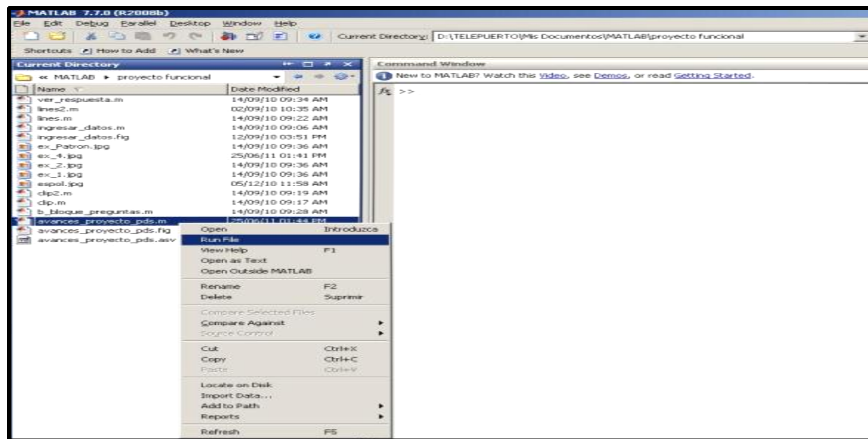 MATLAB 7.7.0 (R2008b)
File Edit Debug Parallel Desktop Window Help
Current Directory: D:\TELEPUERTO\Mis Documentos\MATLAB\proyecto funcional
Shortcuts How to Add What's New
Current Directory
« MATLAB ▸ proyecto funcional
Name Date Modified
ver_respuesta.m 14/09/10 09:34 AM
lines2.m 02/09/10 10:35 AM
lines.m 14/09/10 09:22 AM
ingresar_datos.m 14/09/10 09:06 AM
ingresar_datos.fig 12/09/10 03:51 PM
ex_Patron.jpg 14/09/10 09:36 AM
ex_4.jpg 25/06/11 01:41 PM
ex_2.jpg 14/09/10 09:36 AM
ex_1.jpg 14/09/10 09:36 AM
espol.jpg 05/12/10 11:58 AM
clip2.m 14/09/10 09:19 AM
clip.m 14/09/10 09:17 AM
b_bloque_preguntas.m 14/09/10 09:28 AM
avances_proyecto_pds.m 25/06/11 01:44 PM
avances_proyecto_pds.fig
avances_proyecto_pds.asv
Open Introduzca
Run File
View Help F1
Open as Text
Open Outside MATLAB
Rename F2
Delete Suprimir
Compare Selected Files
Compare Against
Source Control
Cut Ctrl+X
Copy Ctrl+C
Paste Ctrl+V
Locate on Disk
Import Data...
Add to Path
Reports
Refresh F5
Command Window
New to MATLAB? Watch this Video, see Demos, or read Getting Started.
fx >>